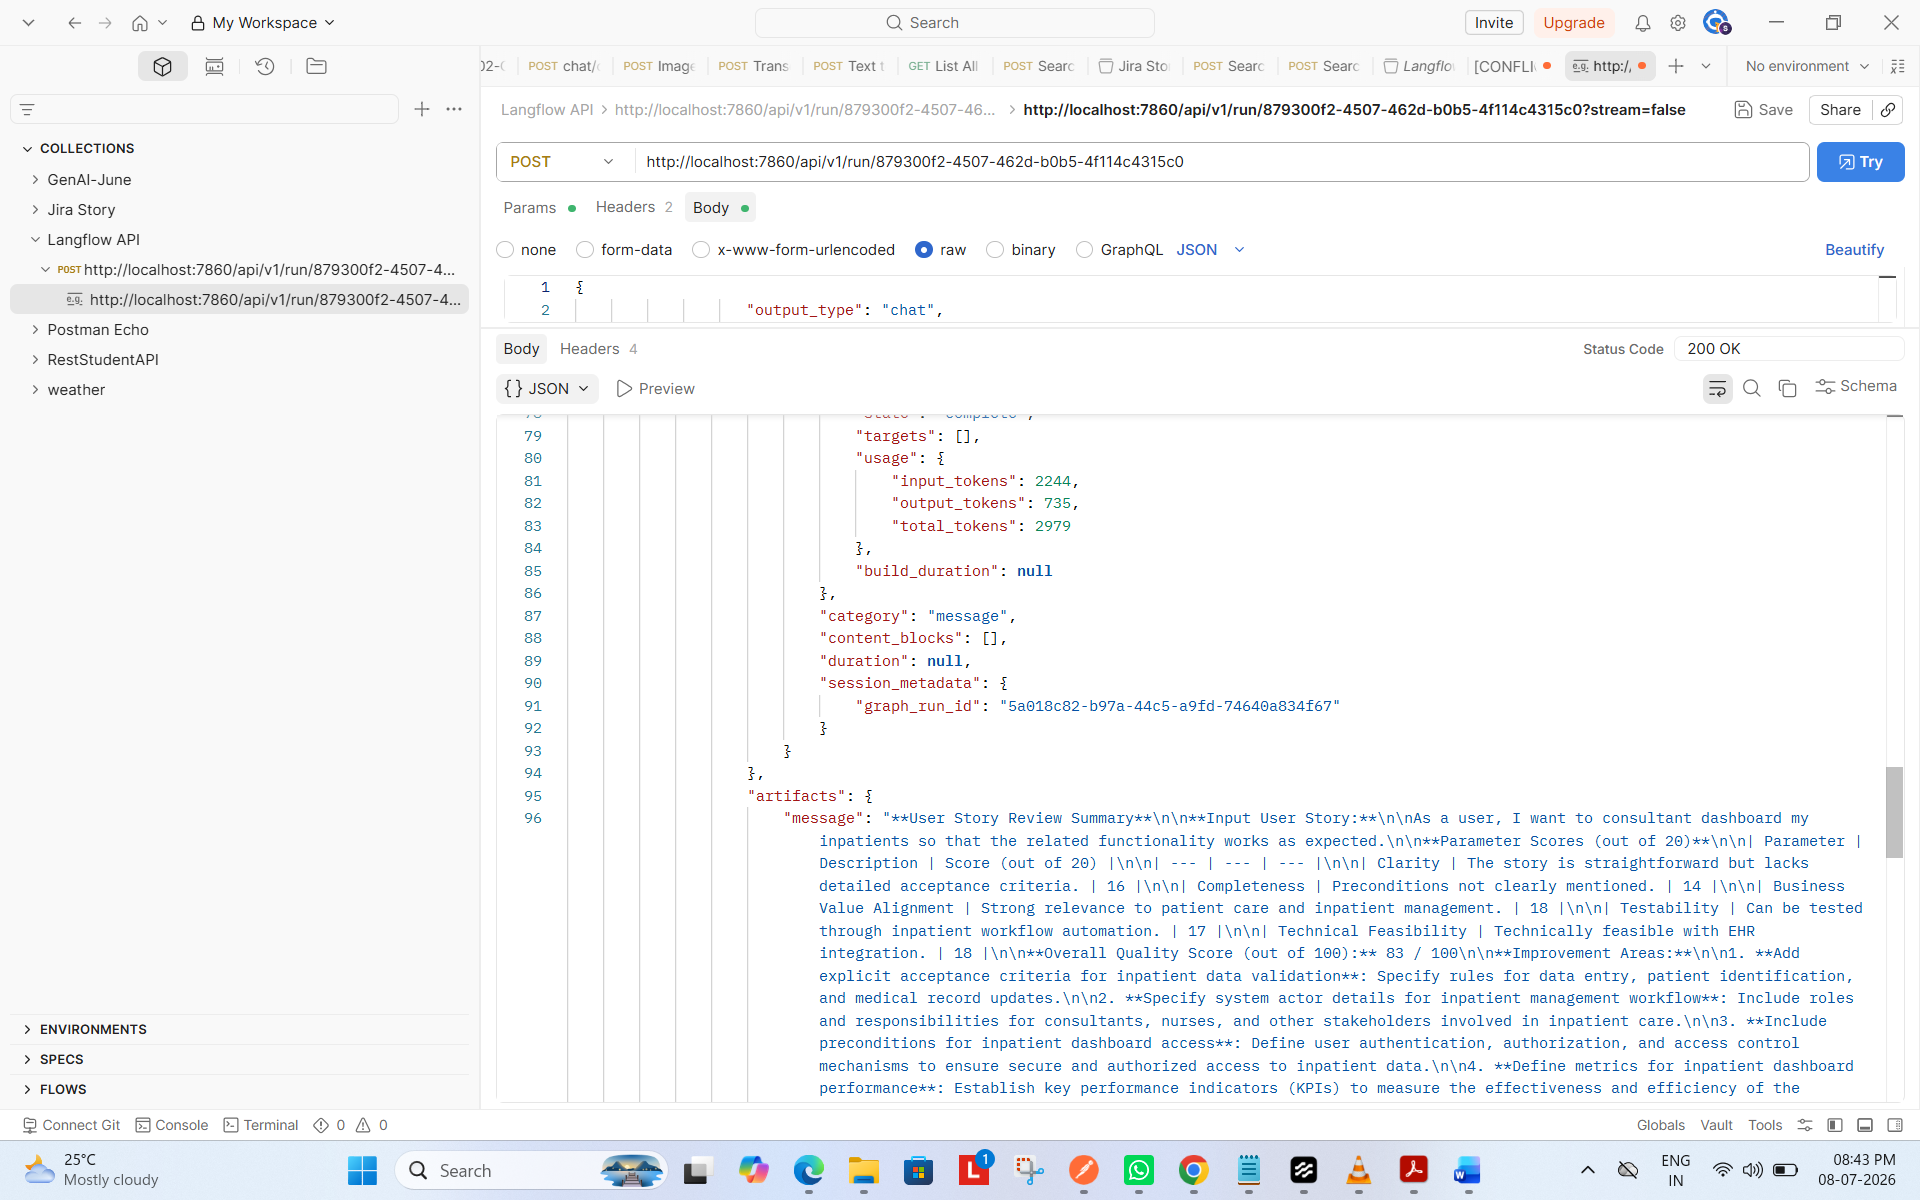 My Workspace
Search
Invite
Upgrade
POST chat/
POST Image
POST Trans
POST Text t
GET List All
POST Searc
Jira Sto
POST Searc
POST Searc
Langflo
[CONFLI
e.g. http:/
No environment
Langflow API
http://localhost:7860/api/v1/run/879300f2-4507-46...
http://localhost:7860/api/v1/run/879300f2-4507-462d-b0b5-4f114c4315c0?stream=false
Save
Share
COLLECTIONS
GenAI-June
Jira Story
Langflow API
POST http://localhost:7860/api/v1/run/879300f2-4507-4...
e.g. http://localhost:7860/api/v1/run/879300f2-4507-4...
Postman Echo
RestStudentAPI
weather
POST
http://localhost:7860/api/v1/run/879300f2-4507-462d-b0b5-4f114c4315c0
Try
Params
Headers 2
Body
none
form-data
x-www-form-urlencoded
raw
binary
GraphQL
JSON
Beautify
1 {
2 "output_type": "chat",
Body
Headers 4
Status Code
200 OK
{} JSON
Preview
Schema
79 "targets": [],
80 "usage": {
81 "input_tokens": 2244,
82 "output_tokens": 735,
83 "total_tokens": 2979
84 },
85 "build_duration": null
86 },
87 "category": "message",
88 "content_blocks": [],
89 "duration": null,
90 "session_metadata": {
91 "graph_run_id": "5a018c82-b97a-44c5-a9fd-74640a834f67"
92 }
93 }
94 },
95 "artifacts": {
96 "message": "**User Story Review Summary**\n\n**Input User Story:**\n\nAs a user, I want to consultant dashboard my
inpatients so that the related functionality works as expected.\n\n**Parameter Scores (out of 20)**\n\n| Parameter |
Description | Score (out of 20) |\n\n| --- | --- | --- |\n\n| Clarity | The story is straightforward but lacks
detailed acceptance criteria. | 16 |\n\n| Completeness | Preconditions not clearly mentioned. | 14 |\n\n| Business
Value Alignment | Strong relevance to patient care and inpatient management. | 18 |\n\n| Testability | Can be tested
through inpatient workflow automation. | 17 |\n\n| Technical Feasibility | Technically feasible with EHR
integration. | 18 |\n\n**Overall Quality Score (out of 100):** 83 / 100\n\n**Improvement Areas:**\n\n1. **Add
explicit acceptance criteria for inpatient data validation**: Specify rules for data entry, patient identification,
and medical record updates.\n\n2. **Specify system actor details for inpatient management workflow**: Include roles
and responsibilities for consultants, nurses, and other stakeholders involved in inpatient care.\n\n3. **Include
preconditions for inpatient dashboard access**: Define user authentication, authorization, and access control
mechanisms to ensure secure and authorized access to inpatient data.\n\n4. **Define metrics for inpatient dashboard
performance**: Establish key performance indicators (KPIs) to measure the effectiveness and efficiency of the
ENVIRONMENTS
SPECS
FLOWS
Connect Git
Console
Terminal
0
0
Globals
Vault
Tools
25°C
Mostly cloudy
Search
1
ENG
IN
08:43 PM
08-07-2026